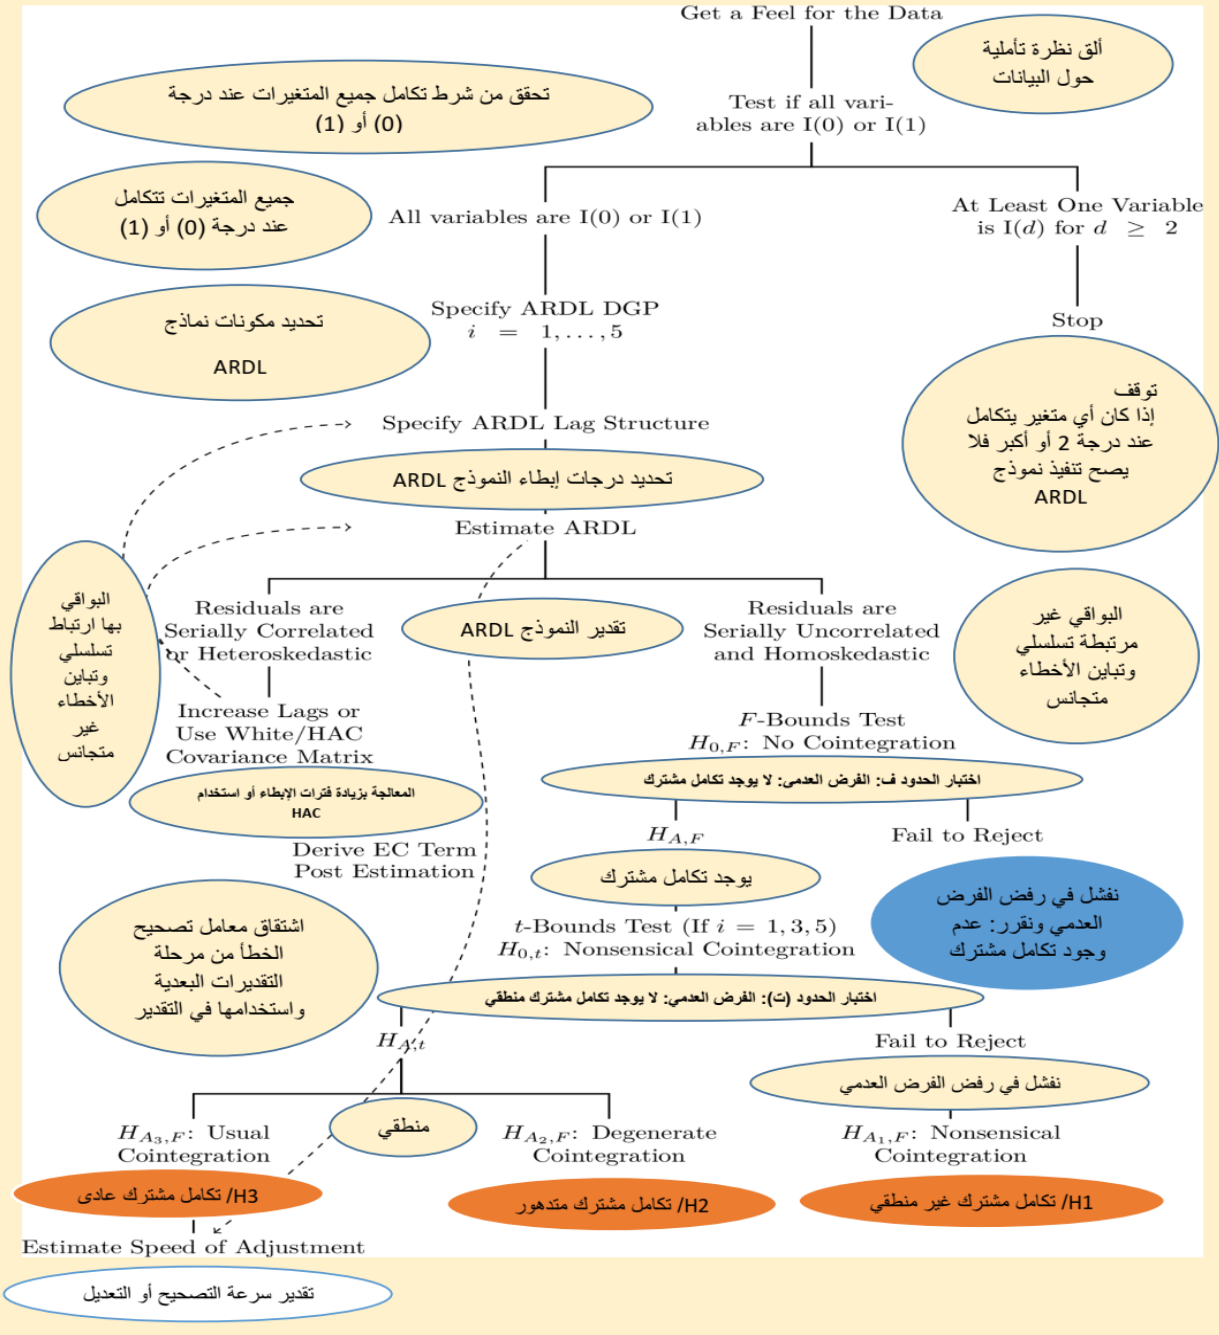 Get a Feel for the Data
ألق نظرة تأملية
حول البيانات
تحقق من شرط تكامل جميع المتغيرات عند درجة
(0) أو (1)
Test if all vari-
ables are I(0) or I(1)
جميع المتغيرات تتكامل
عند درجة (0) أو (1)
All variables are I(0) or I(1)
At Least One Variable
is I(d) for d ≥ 2
تحديد مكونات نماذج
ARDL
Specify ARDL DGP
i = 1, . . . , 5
Stop
توقف
إذا كان أي متغير يتكامل
عند درجة 2 أو أكبر فلا
يصح تنفيذ نموذج
ARDL
Specify ARDL Lag Structure
تحديد درجات إبطاء النموذج ARDL
Estimate ARDL
البواقي
بها ارتباط
تسلسلي
وتباين
الأخطاء
غير
متجانس
Residuals are
Serially Correlated
or Heteroskedastic
تقدير النموذج ARDL
Residuals are
Serially Uncorrelated
and Homoskedastic
البواقي غير
مرتبطة تسلسلي
وتباين الأخطاء
متجانس
Increase Lags or
Use White/HAC
Covariance Matrix
المعالجة بزيادة فترات الإبطاء أو استخدام
HAC
F-Bounds Test
H0,F: No Cointegration
اختبار الحدود ف: الفرض العدمي: لا يوجد تكامل مشترك
HA,F
Fail to Reject
Derive EC Term
Post Estimation
يوجد تكامل مشترك
نفشل في رفض الفرض
العدمي ونقرر: عدم
وجود تكامل مشترك
اشتقاق معامل تصحيح
الخطأ من مرحلة
التقديرات البعدية
واستخدامها في التقدير
t-Bounds Test (If i = 1, 3, 5)
H0,t: Nonsensical Cointegration
اختبار الحدود (ت): الفرض العدمي: لا يوجد تكامل مشترك منطقي
HA,t
Fail to Reject
نفشل في رفض الفرض العدمي
HA3,F: Usual
Cointegration
منطقي
HA2,F: Degenerate
Cointegration
HA1,F: Nonsensical
Cointegration
H3/ تكامل مشترك عادى
H2/ تكامل مشترك متدهور
H1/ تكامل مشترك غير منطقي
Estimate Speed of Adjustment
تقدير سرعة التصحيح أو التعديل